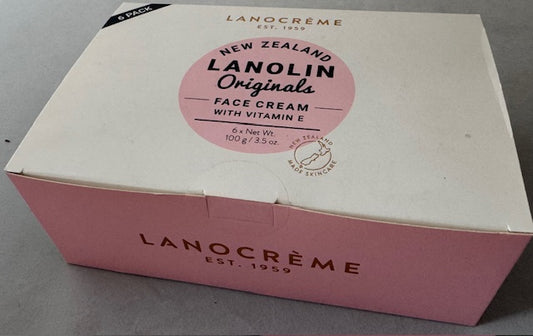 6 PACK
LANOCRÈME
EST. 1959
NEW ZEALAND
LANOLIN
Originals
FACE CREAM
WITH VITAMIN E
6 x Net Wt.
100 g / 3.5 oz.
NEW ZEALAND
MADE SKINCARE
LANOCRÈME
EST. 1959